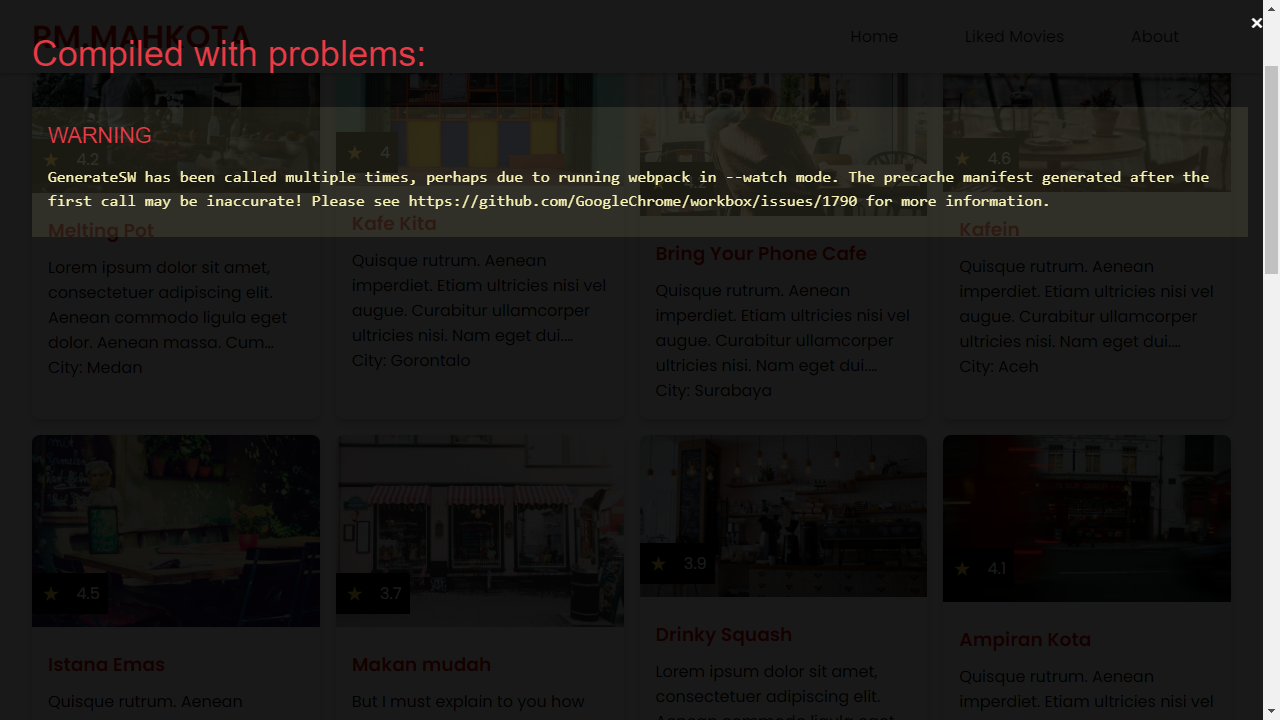 RM MAHKOTA
Home
Liked Movies
About
Compiled with problems:
WARNING
GenerateSW has been called multiple times, perhaps due to running webpack in --watch mode. The precache manifest generated after the
first call may be inaccurate! Please see https://github.com/GoogleChrome/workbox/issues/1790 for more information.
4.2
Melting Pot
Lorem ipsum dolor sit amet,
consectetuer adipiscing elit.
Aenean commodo ligula eget
dolor. Aenean massa. Cum...
City: Medan
4
Kafe Kita
Quisque rutrum. Aenean
imperdiet. Etiam ultricies nisi vel
augue. Curabitur ullamcorper
ultricies nisi. Nam eget dui....
City: Gorontalo
Bring Your Phone Cafe
Quisque rutrum. Aenean
imperdiet. Etiam ultricies nisi vel
augue. Curabitur ullamcorper
ultricies nisi. Nam eget dui....
City: Surabaya
4.6
Kafein
Quisque rutrum. Aenean
imperdiet. Etiam ultricies nisi vel
augue. Curabitur ullamcorper
ultricies nisi. Nam eget dui....
City: Aceh
4.5
Istana Emas
Quisque rutrum. Aenean
3.7
Makan mudah
But I must explain to you how
3.9
Drinky Squash
Lorem ipsum dolor sit amet,
consectetuer adipiscing elit.
Aenean commodo ligula eget
4.1
Ampiran Kota
Quisque rutrum. Aenean
imperdiet. Etiam ultricies nisi vel